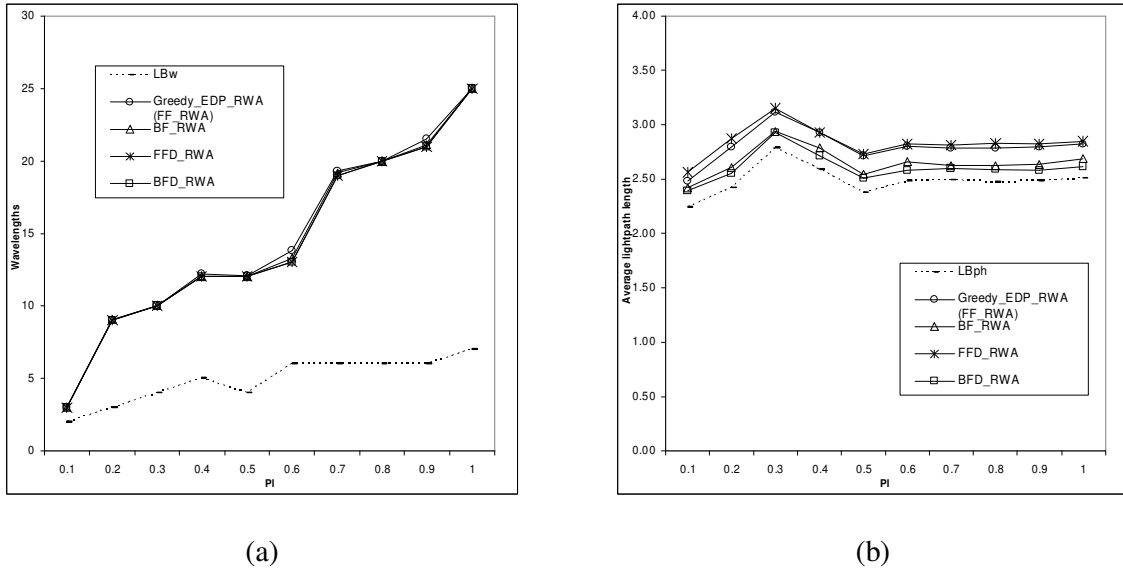 30
25
20
15
10
5
0
Wavelengths
LBw
Greedy_EDP_RWA
(FF_RWA)
BF_RWA
FFD_RWA
BFD_RWA
0.1 0.2 0.3 0.4 0.5 0.6 0.7 0.8 0.9 1
PI
(a)
4.00
3.50
3.00
2.50
2.00
1.50
1.00
0.50
0.00
Average lightpath length
LBph
Greedy_EDP_RWA
(FF_RWA)
BF_RWA
FFD_RWA
BFD_RWA
0.1 0.2 0.3 0.4 0.5 0.6 0.7 0.8 0.9 1
PI
(b)